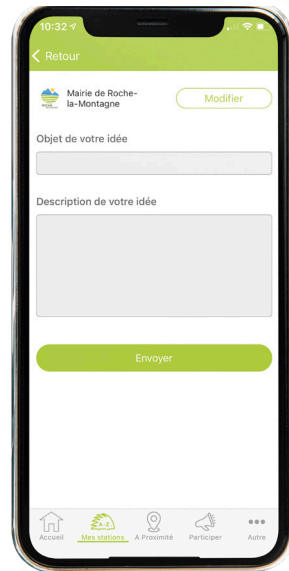 10:32
Retour
Mairie de Roche-
la-Montagne
Modifier
Objet de votre idée
Description de votre idée
Envoyer
A-Z
Accueil
Mes stations
A Proximité
Participer
Autre